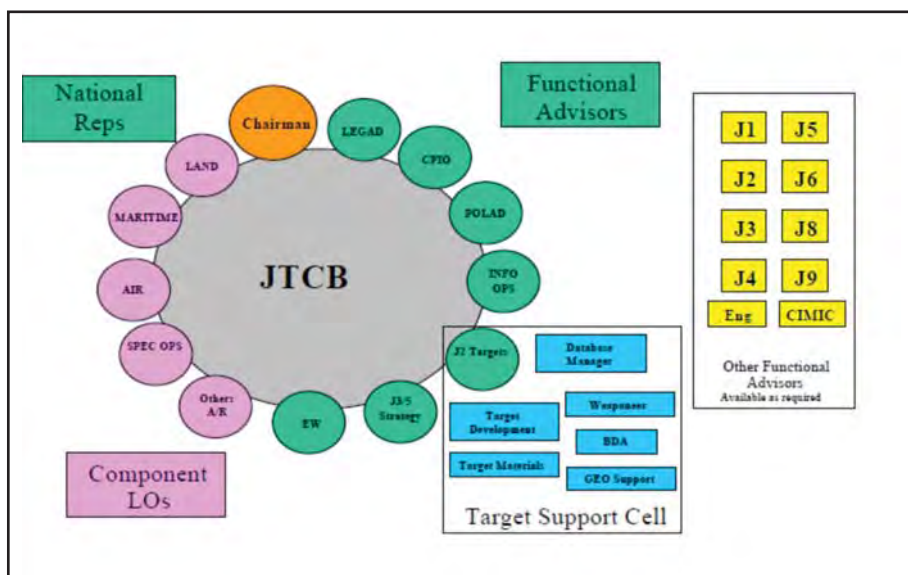 National
Reps
Functional
Advisors
Chairman
LEGAD
CPIO
POLAD
INFO
OPS
J2 Targets
J3/5
Strategy
EW
Others
A/R
SPEC OPS
AIR
MARITIME
LAND
JTCB
Component
LOs
Database
Manager
Weaponeer
Target
Development
BDA
Target Materials
GEO Support
Target Support Cell
J1 J5
J2 J6
J3 J8
J4 J9
Eng CIMIC
Other Functional
Advisors
Available as required